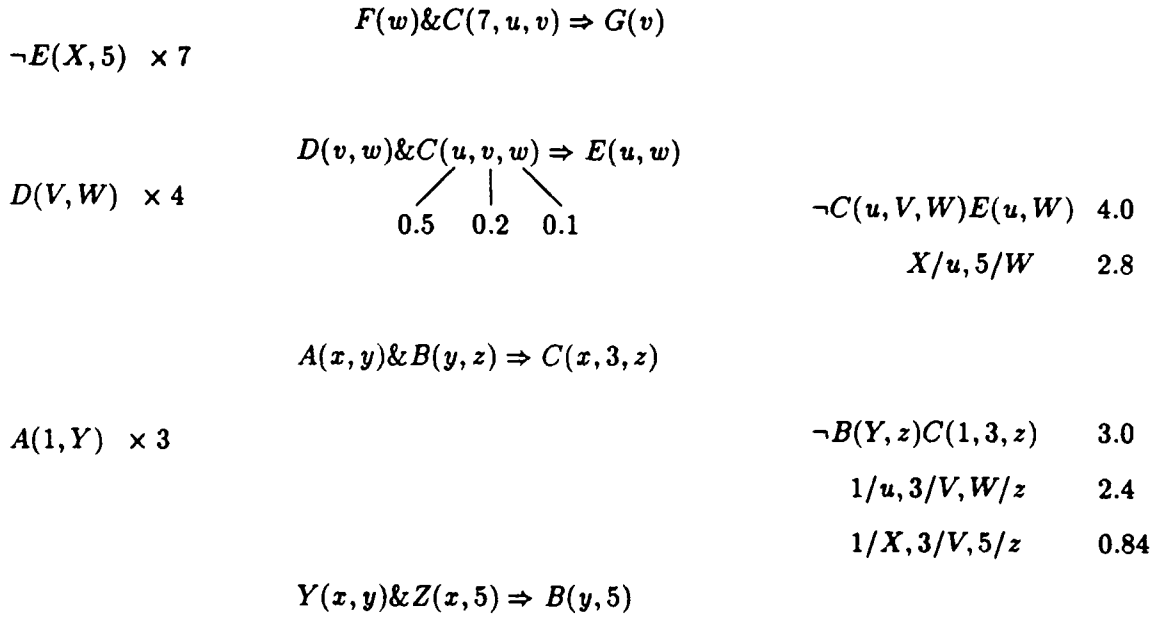 F(w)&C(7, u, v) ⇒ G(v)
¬E(X, 5) × 7
D(v, w)&C(u, v, w) ⇒ E(u, w)
D(V, W) × 4
0.5 0.2 0.1
¬C(u, V, W)E(u, W) 4.0
X/u, 5/W 2.8
A(x, y)&B(y, z) ⇒ C(x, 3, z)
A(1, Y) × 3
¬B(Y, z)C(1, 3, z) 3.0
1/u, 3/V, W/z 2.4
1/X, 3/V, 5/z 0.84
Y(x, y)&Z(x, 5) ⇒ B(y, 5)